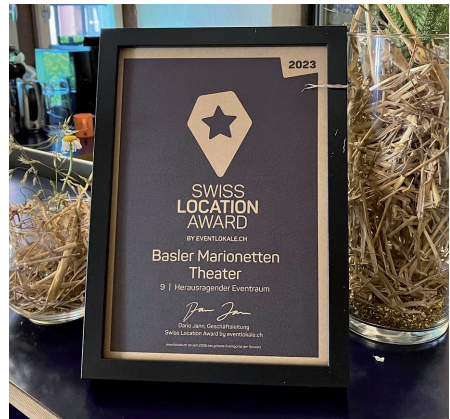 2023
SWISS
LOCATION
AWARD
BY EVENTLOKALE.CH
Basler Marionetten
Theater
9 | Herausragender Eventraum
Dario Jann, Geschäftsleitung
Swiss Location Award by eventlokale.ch